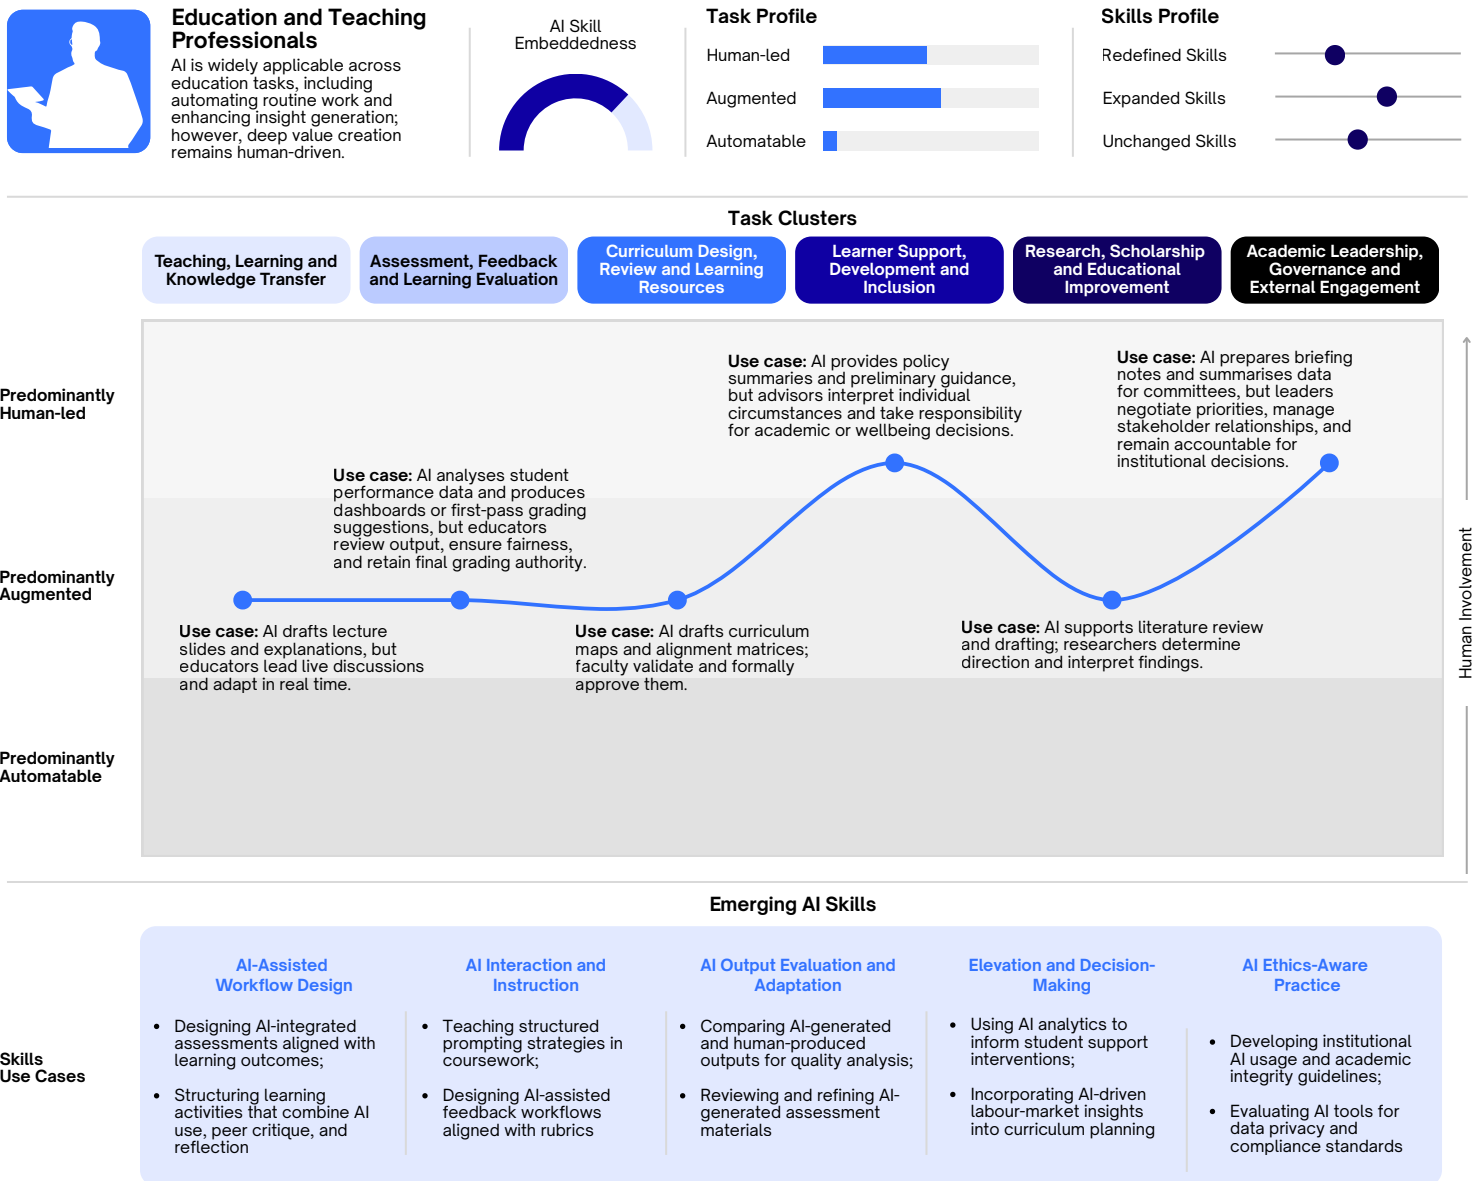 Education and Teaching
Professionals
AI is widely applicable across
education tasks, including
automating routine work and
enhancing insight generation;
however, deep value creation
remains human-driven.
AI Skill
Embeddedness
Task Profile
Human-led
Augmented
Automatable
Skills Profile
Redefined Skills
Expanded Skills
Unchanged Skills
Task Clusters
Teaching, Learning and
Knowledge Transfer
Assessment, Feedback
and Learning Evaluation
Curriculum Design,
Review and Learning
Resources
Learner Support,
Development and
Inclusion
Research, Scholarship
and Educational
Improvement
Academic Leadership,
Governance and
External Engagement
Predominantly
Human-led
Predominantly
Augmented
Predominantly
Automatable
Use case: AI drafts lecture
slides and explanations, but
educators lead live discussions
and adapt in real time.
Use case: AI analyses student
performance data and produces
dashboards or first-pass grading
suggestions, but educators
review output, ensure fairness,
and retain final grading authority.
Use case: AI drafts curriculum
maps and alignment matrices;
faculty validate and formally
approve them.
Use case: AI provides policy
summaries and preliminary guidance,
but advisors interpret individual
circumstances and take responsibility
for academic or wellbeing decisions.
Use case: AI supports literature review
and drafting; researchers determine
direction and interpret findings.
Use case: AI prepares briefing
notes and summarises data
for committees, but leaders
negotiate priorities, manage
stakeholder relationships, and
remain accountable for
institutional decisions.
Human Involvement
Emerging AI Skills
Skills
Use Cases
AI-Assisted
Workflow Design
• Designing AI-integrated
assessments aligned with
learning outcomes;
• Structuring learning
activities that combine AI
use, peer critique, and
reflection
AI Interaction and
Instruction
• Teaching structured
prompting strategies in
coursework;
• Designing AI-assisted
feedback workflows
aligned with rubrics
AI Output Evaluation and
Adaptation
• Comparing AI-generated
and human-produced
outputs for quality analysis;
• Reviewing and refining AI-
generated assessment
materials
Elevation and Decision-
Making
• Using AI analytics to
inform student support
interventions;
• Incorporating AI-driven
labour-market insights
into curriculum planning
AI Ethics-Aware
Practice
• Developing institutional
AI usage and academic
integrity guidelines;
• Evaluating AI tools for
data privacy and
compliance standards